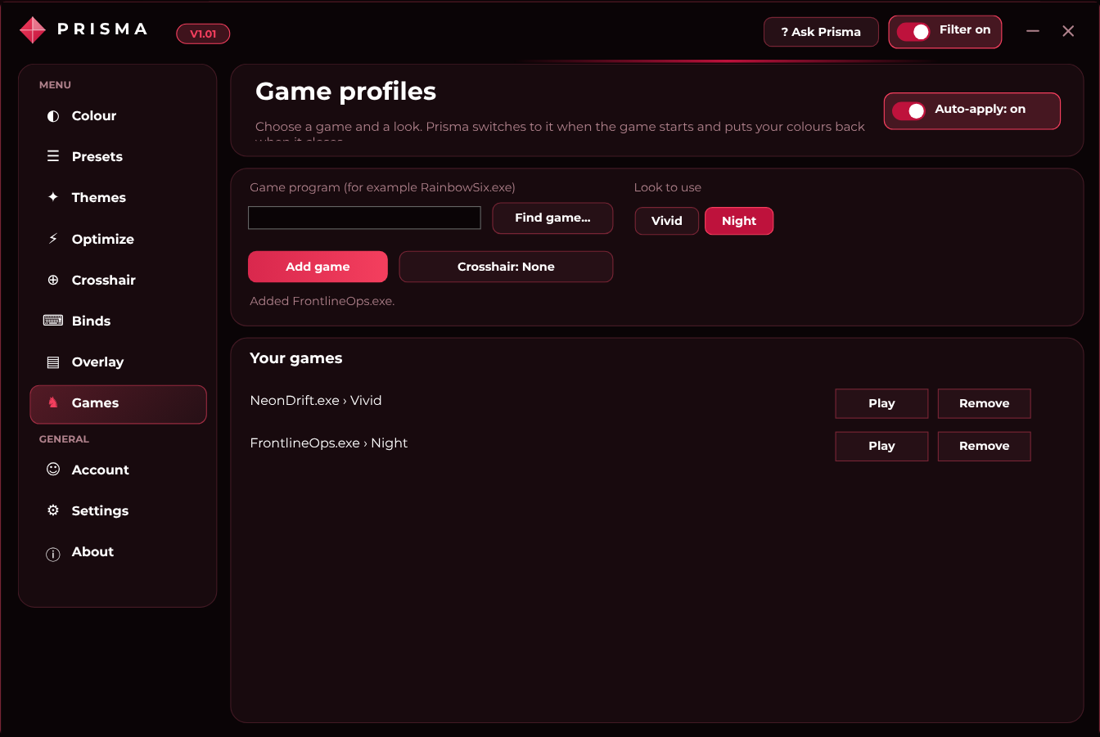 PRISMA
V1.01
? Ask Prisma
Filter on
MENU
Colour
Presets
Themes
Optimize
Crosshair
Binds
Overlay
Games
GENERAL
Account
Settings
About
Game profiles
Choose a game and a look. Prisma switches to it when the game starts and puts your colours back
when it closes.
Auto-apply: on
Game program (for example RainbowSix.exe)
Look to use
Find game...
Vivid
Night
Add game
Crosshair: None
Added FrontlineOps.exe.
Your games
NeonDrift.exe › Vivid
Play
Remove
FrontlineOps.exe › Night
Play
Remove